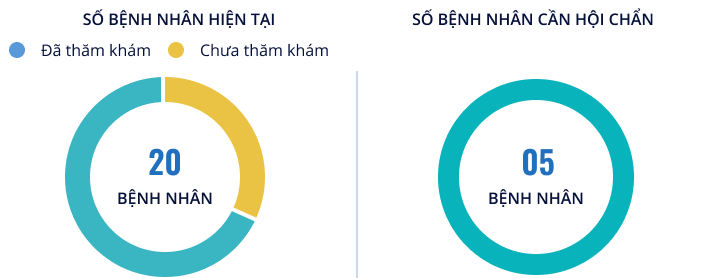 SỐ BỆNH NHÂN HIỆN TẠI
Đã thăm khám
Chưa thăm khám
20
BỆNH NHÂN
SỐ BỆNH NHÂN CẦN HỘI CHẨN
05
BỆNH NHÂN